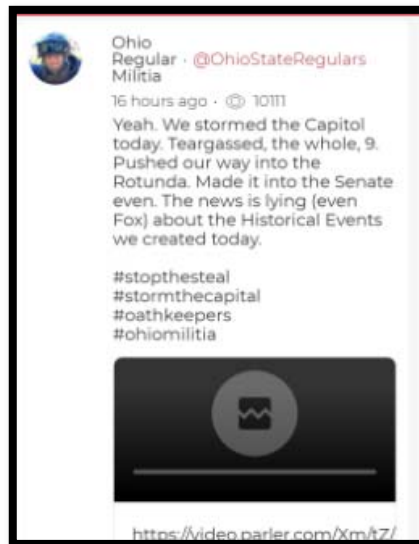 Ohio
Regular · @OhioStateRegulars
Militia
16 hours ago · 10111
Yeah. We stormed the Capitol
today. Teargassed, the whole, 9.
Pushed our way into the
Rotunda. Made it into the Senate
even. The news is lying (even
Fox) about the Historical Events
we created today.
#stopthesteal
#stormthecapital
#oathkeepers
#ohiomilitia
https://video.parler.com/Xm/tZ/